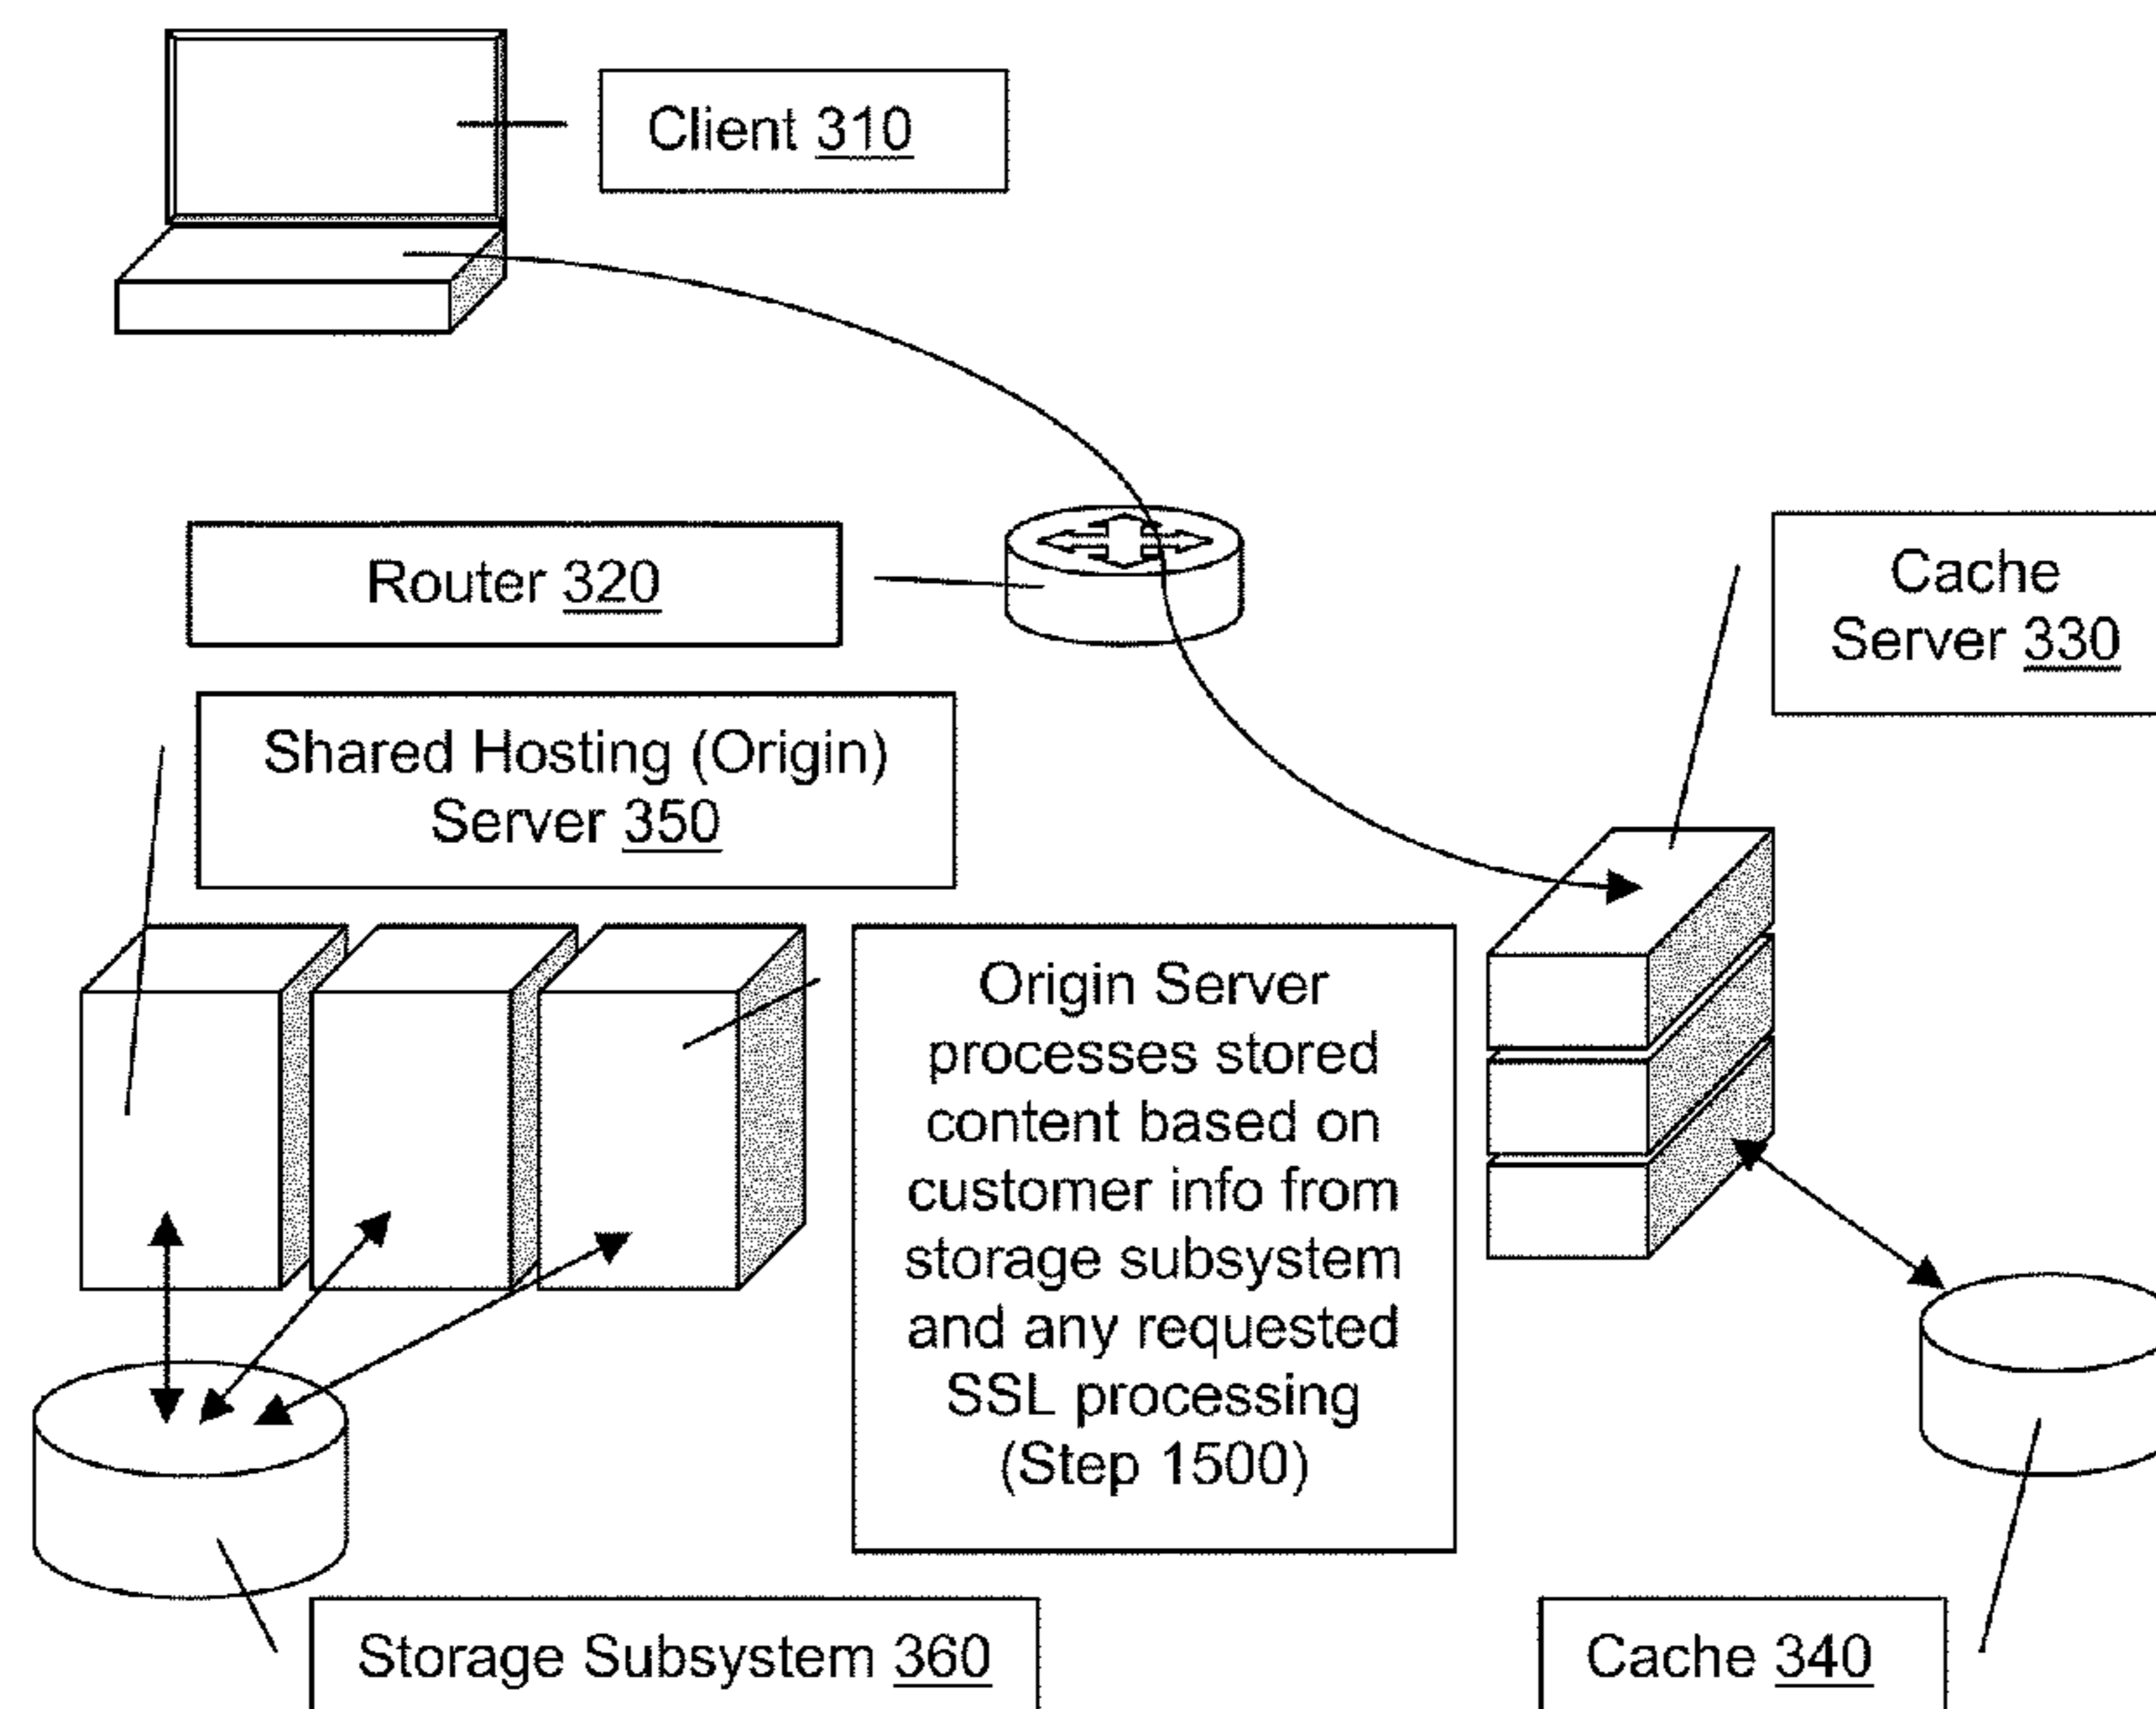 Client 310
Router 320
Cache
Server 330
Shared Hosting (Origin)
Server 350
Origin Server
processes stored
content based on
customer info from
storage subsystem
and any requested
SSL processing
(Step 1500)
Storage Subsystem 360
Cache 340